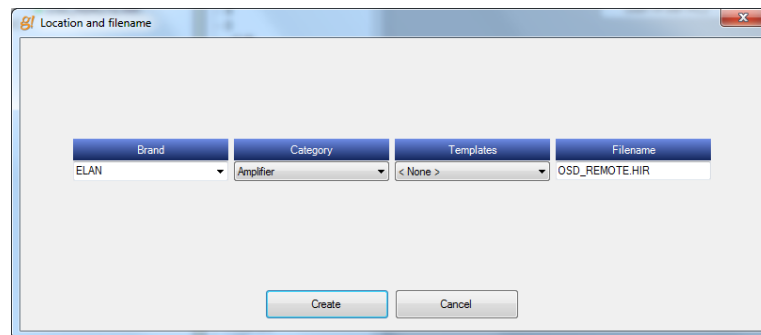 g! Location and filename
Brand Category Templates Filename
ELAN Amplifier < None > OSD_REMOTE.HIR
Create Cancel